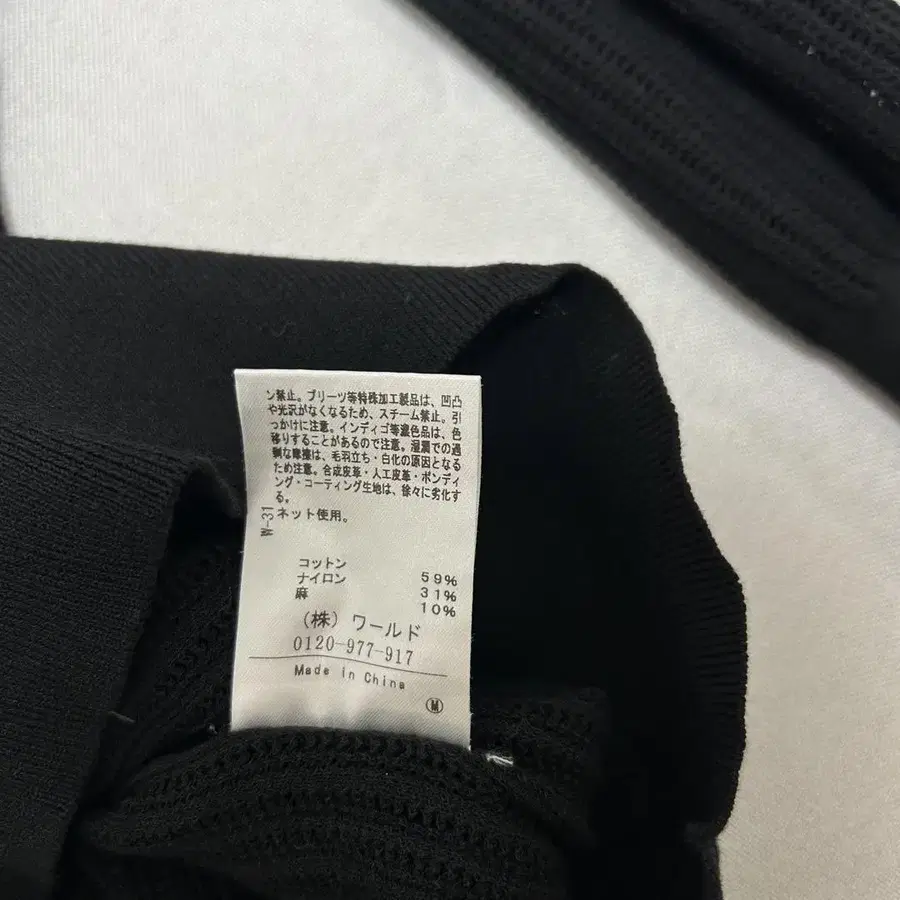 ン禁止。プリーツ等特殊加工製品は、凹凸
や光沢がなくなるため、スチーム禁止。引
っかけに注意。インディゴ等濃色品は、色
移りすることがあるので注意。湿潤での過
剰な摩擦は、毛羽立ち・白化の原因となる
ため注意。合成皮革・人工皮革・ボンディ
ング・コーティング生地は、徐々に劣化す
る。
ネット使用。
W-31
コットン 59%
ナイロン 31%
麻 10%
(株) ワールド
0120-977-917
Made in China
M